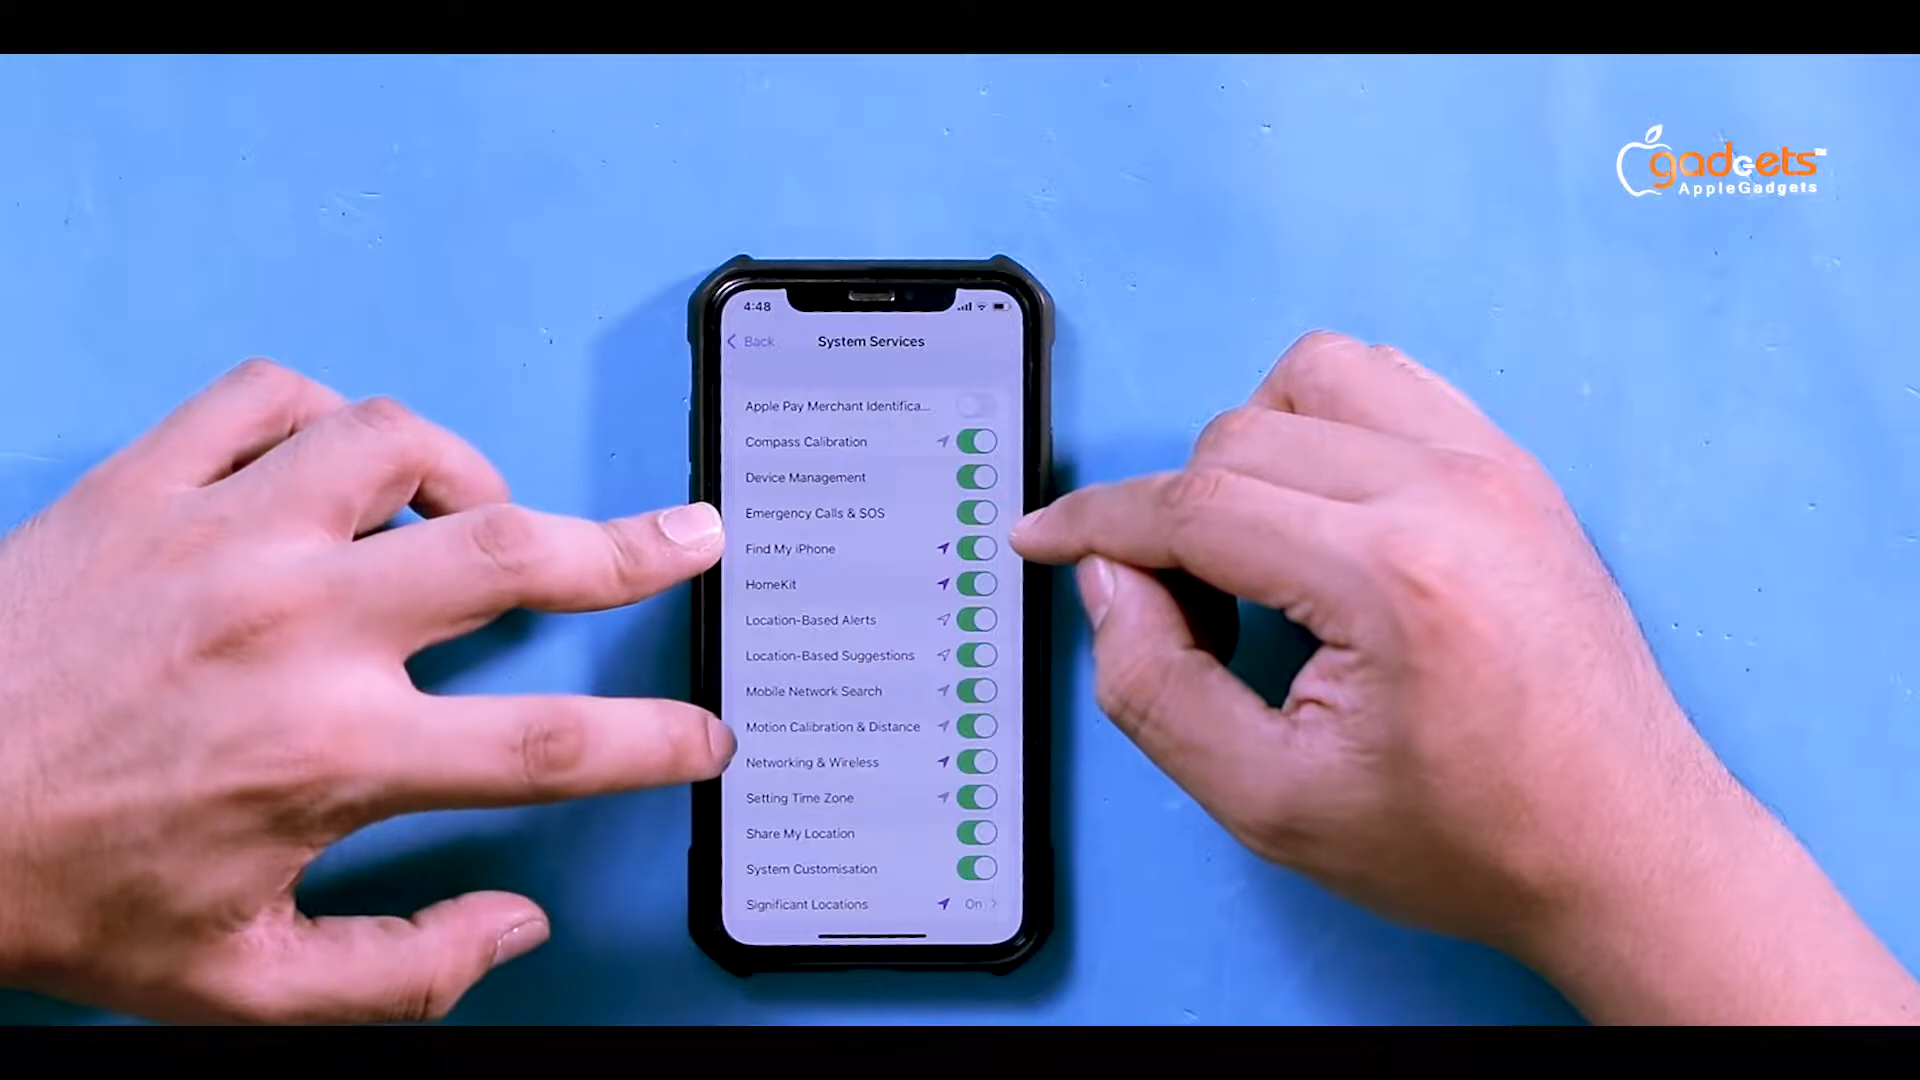 gadgets™
AppleGadgets
4:48
Back
System Services
Apple Pay Merchant Identifica...
Compass Calibration
Device Management
Emergency Calls & SOS
Find My iPhone
HomeKit
Location-Based Alerts
Location-Based Suggestions
Mobile Network Search
Motion Calibration & Distance
Networking & Wireless
Setting Time Zone
Share My Location
System Customisation
Significant Locations On